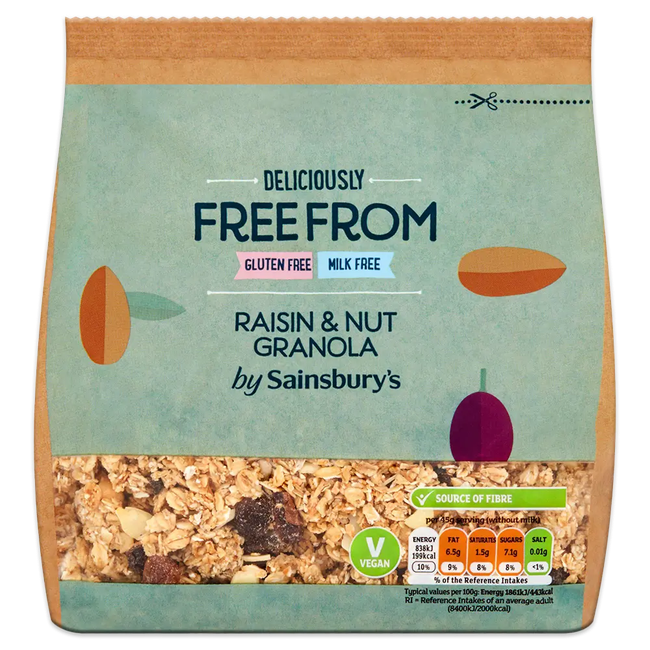 DELICIOUSLY
FREE FROM
GLUTEN FREE MILK FREE
RAISIN & NUT
GRANOLA
by Sainsbury's
SOURCE OF FIBRE
per 45g serving (without milk)
ENERGY FAT SATURATES SUGARS SALT
838kJ
199kcal 6.5g 1.5g 7.1g 0.01g
10% 9% 8% 8% <1%
% of the Reference Intakes
V
VEGAN
Typical values per 100g: Energy 1861kJ/443kcal
RI = Reference Intakes of an average adult
(8400kJ/2000kcal)